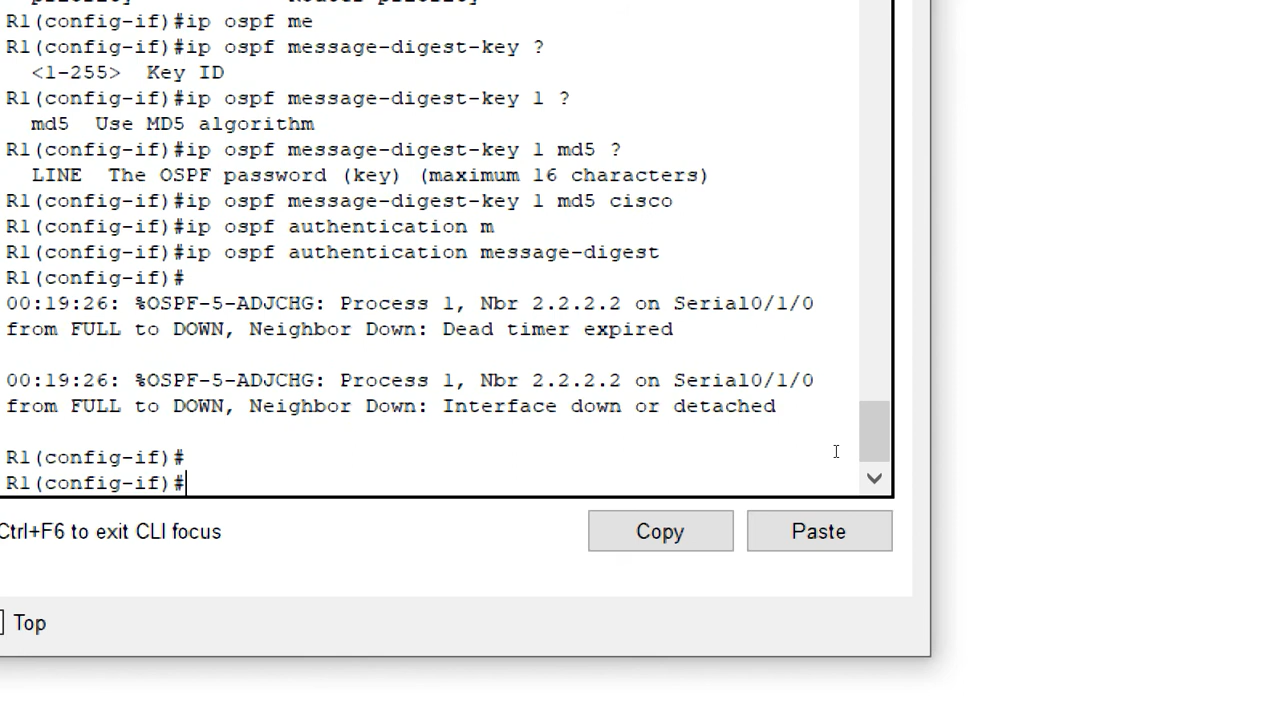 R1(config-if)#ip ospf me
R1(config-if)#ip ospf message-digest-key ?
<1-255> Key ID
R1(config-if)#ip ospf message-digest-key 1 ?
md5 Use MD5 algorithm
R1(config-if)#ip ospf message-digest-key 1 md5 ?
LINE The OSPF password (key) (maximum 16 characters)
R1(config-if)#ip ospf message-digest-key 1 md5 cisco
R1(config-if)#ip ospf authentication m
R1(config-if)#ip ospf authentication message-digest
R1(config-if)#
00:19:26: %OSPF-5-ADJCHG: Process 1, Nbr 2.2.2.2 on Serial0/1/0
from FULL to DOWN, Neighbor Down: Dead timer expired
00:19:26: %OSPF-5-ADJCHG: Process 1, Nbr 2.2.2.2 on Serial0/1/0
from FULL to DOWN, Neighbor Down: Interface down or detached
R1(config-if)#
R1(config-if)#
Ctrl+F6 to exit CLI focus
Copy Paste
Top